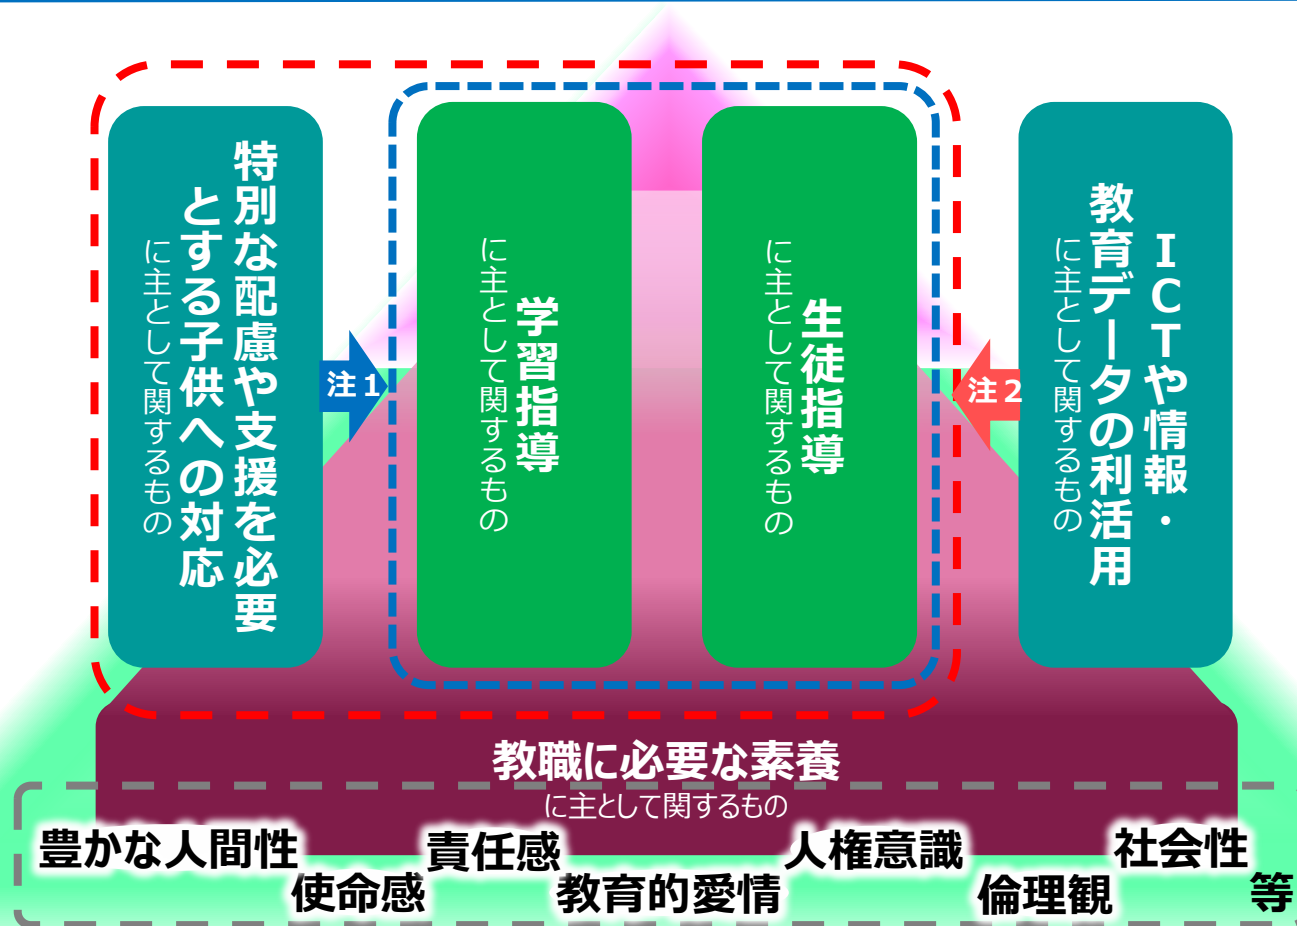 特別な配慮や支援を必要
とする子供への対応
に主として関するもの
注１
学習指導
に主として関するもの
生徒指導
に主として関するもの
注２
ＩＣＴや情報・
教育データの利活用
に主として関するもの
教職に必要な素養
に主として関するもの
豊かな人間性
使命感
責任感
教育的愛情
人権意識
倫理観
社会性
等